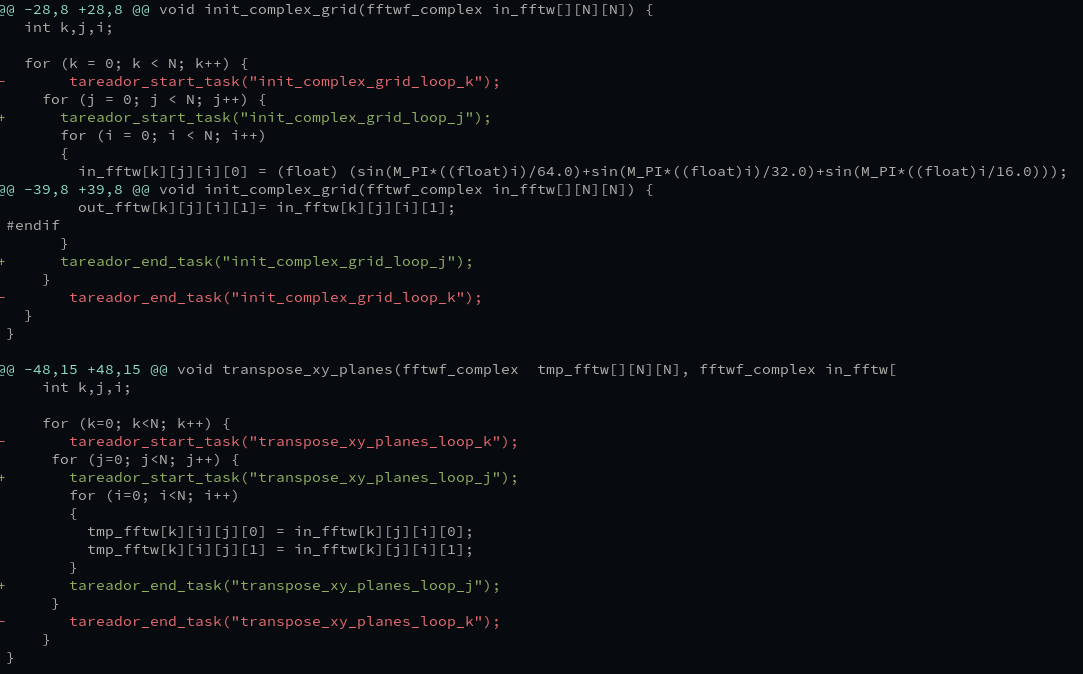 @@ -28,8 +28,8 @@ void init_complex_grid(fftwf_complex in_fftw[][N][N]) {
   int k,j,i;

   for (k = 0; k < N; k++) {
-       tareador_start_task("init_complex_grid_loop_k");
     for (j = 0; j < N; j++) {
+      tareador_start_task("init_complex_grid_loop_j");
       for (i = 0; i < N; i++)
       {
         in_fftw[k][j][i][0] = (float) (sin(M_PI*((float)i)/64.0)+sin(M_PI*((float)i)/32.0)+sin(M_PI*((float)i/16.0)));
@@ -39,8 +39,8 @@ void init_complex_grid(fftwf_complex in_fftw[][N][N]) {
         out_fftw[k][j][i][1]= in_fftw[k][j][i][1];
 #endif
       }
+      tareador_end_task("init_complex_grid_loop_j");
     }
-       tareador_end_task("init_complex_grid_loop_k");
   }
 }

@@ -48,15 +48,15 @@ void transpose_xy_planes(fftwf_complex  tmp_fftw[][N][N], fftwf_complex in_fftw[
     int k,j,i;

     for (k=0; k<N; k++) {
-       tareador_start_task("transpose_xy_planes_loop_k");
      for (j=0; j<N; j++) {
+       tareador_start_task("transpose_xy_planes_loop_j");
        for (i=0; i<N; i++)
        {
          tmp_fftw[k][i][j][0] = in_fftw[k][j][i][0];
          tmp_fftw[k][i][j][1] = in_fftw[k][j][i][1];
        }
+       tareador_end_task("transpose_xy_planes_loop_j");
      }
-       tareador_end_task("transpose_xy_planes_loop_k");
     }
 }